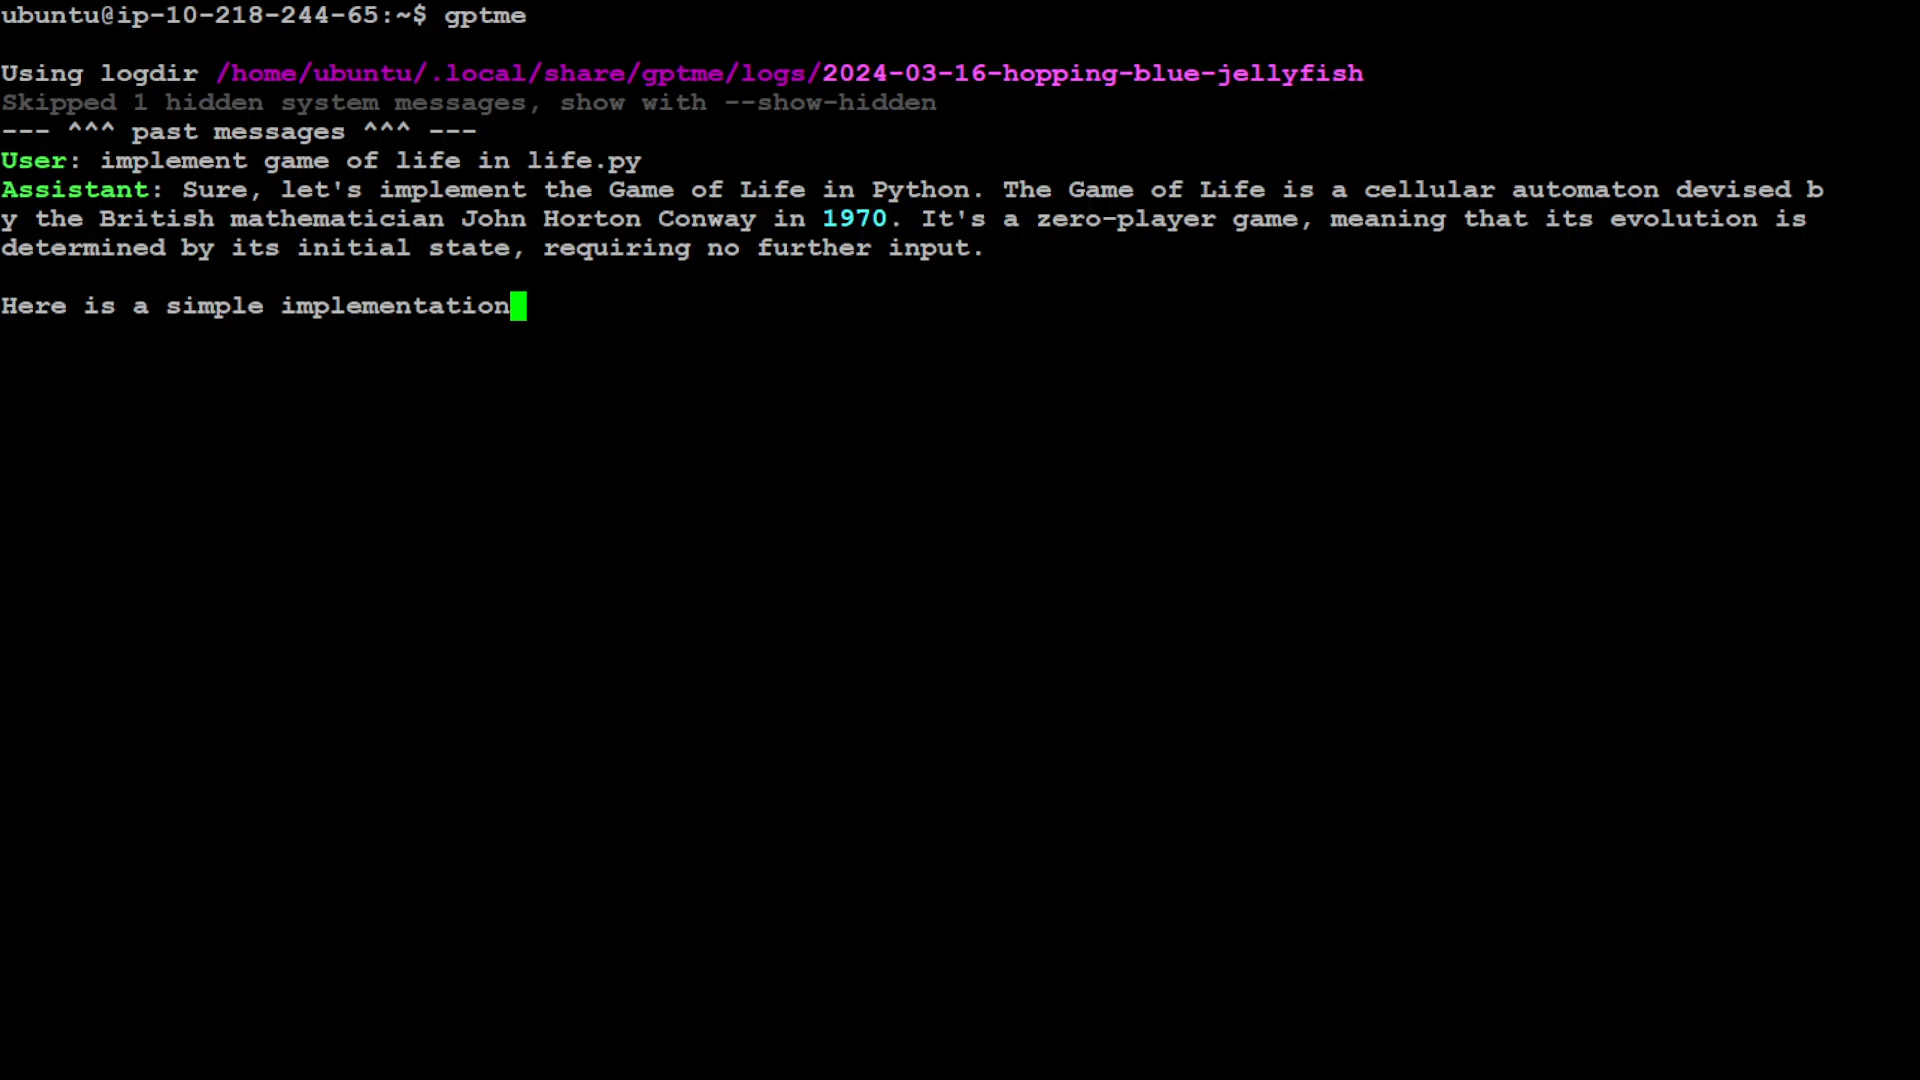 ubuntu@ip-10-218-244-65:~$ gptme
Using logdir /home/ubuntu/.local/share/gptme/logs/2024-03-16-hopping-blue-jellyfish
Skipped 1 hidden system messages, show with --show-hidden
--- ^^^ past messages ^^^ ---
User: implement game of life in life.py
Assistant: Sure, let's implement the Game of Life in Python. The Game of Life is a cellular automaton devised b
y the British mathematician John Horton Conway in 1970. It's a zero-player game, meaning that its evolution is
determined by its initial state, requiring no further input.
Here is a simple implementation